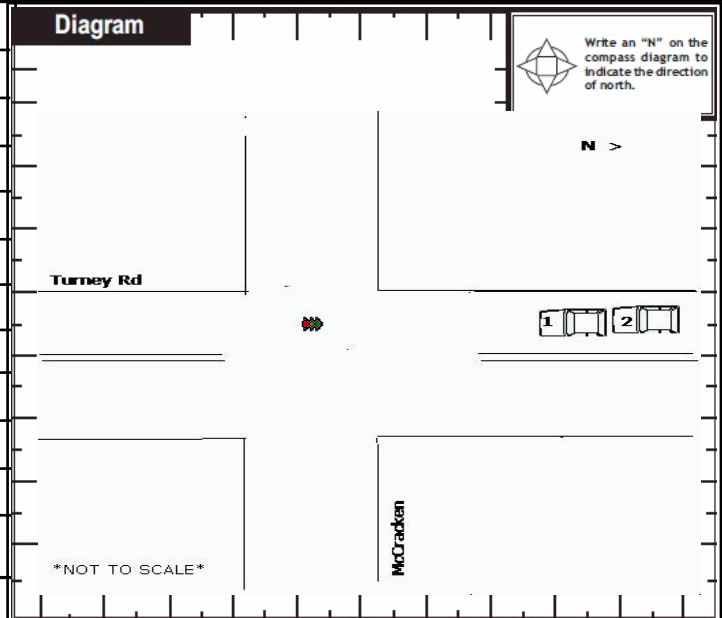 Diagram
Write an "N" on the
compass diagram to
indicate the direction
of north.
N >
Turney Rd
1 2
McCracken
*NOT TO SCALE*